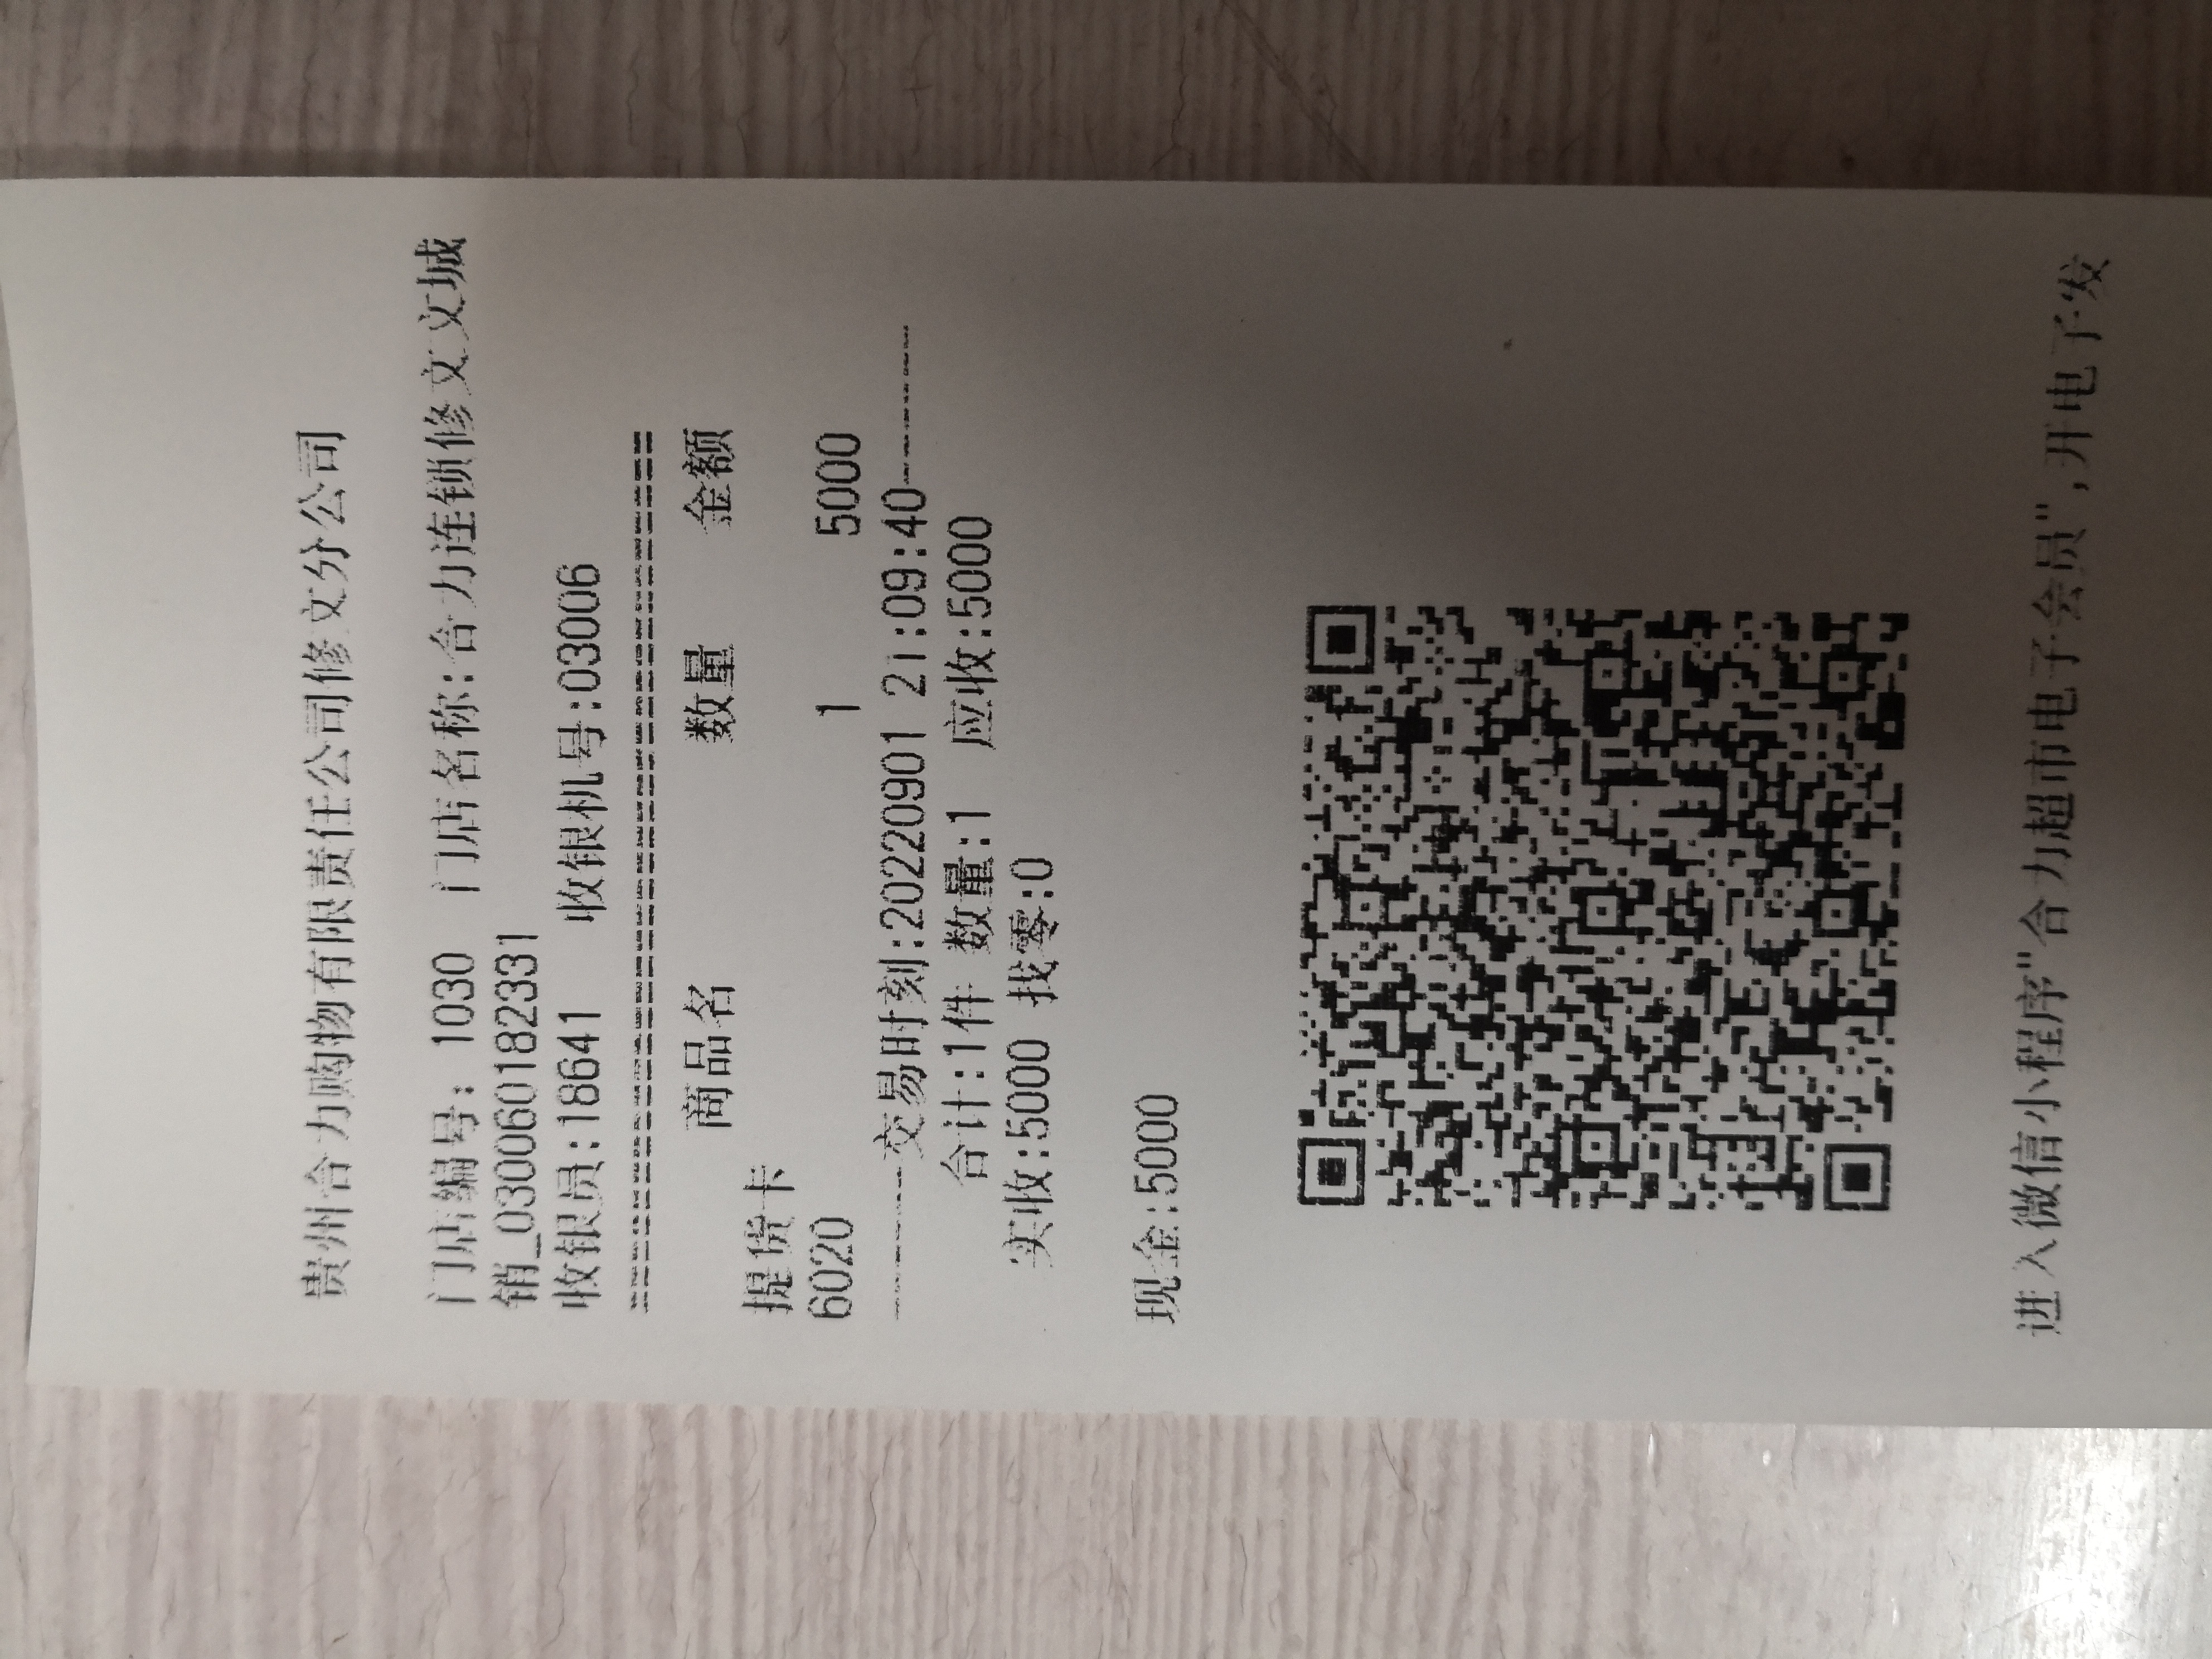 贵州合力购物有限责任公司修文分公司
门店编号: 1030 门店名称:合力连锁修文文城
销_0300601823​31
收银员:18641 收银机号:03006
================================
商品名 数量 金额
提货卡
6020 1 5000
--------交易时刻:20220901 21:09:40--------
合计:1件 数量:1 应收:5000
实收:5000 找零:0
现金:5000
进入微信小程序"合力超市电子会员",开电子发